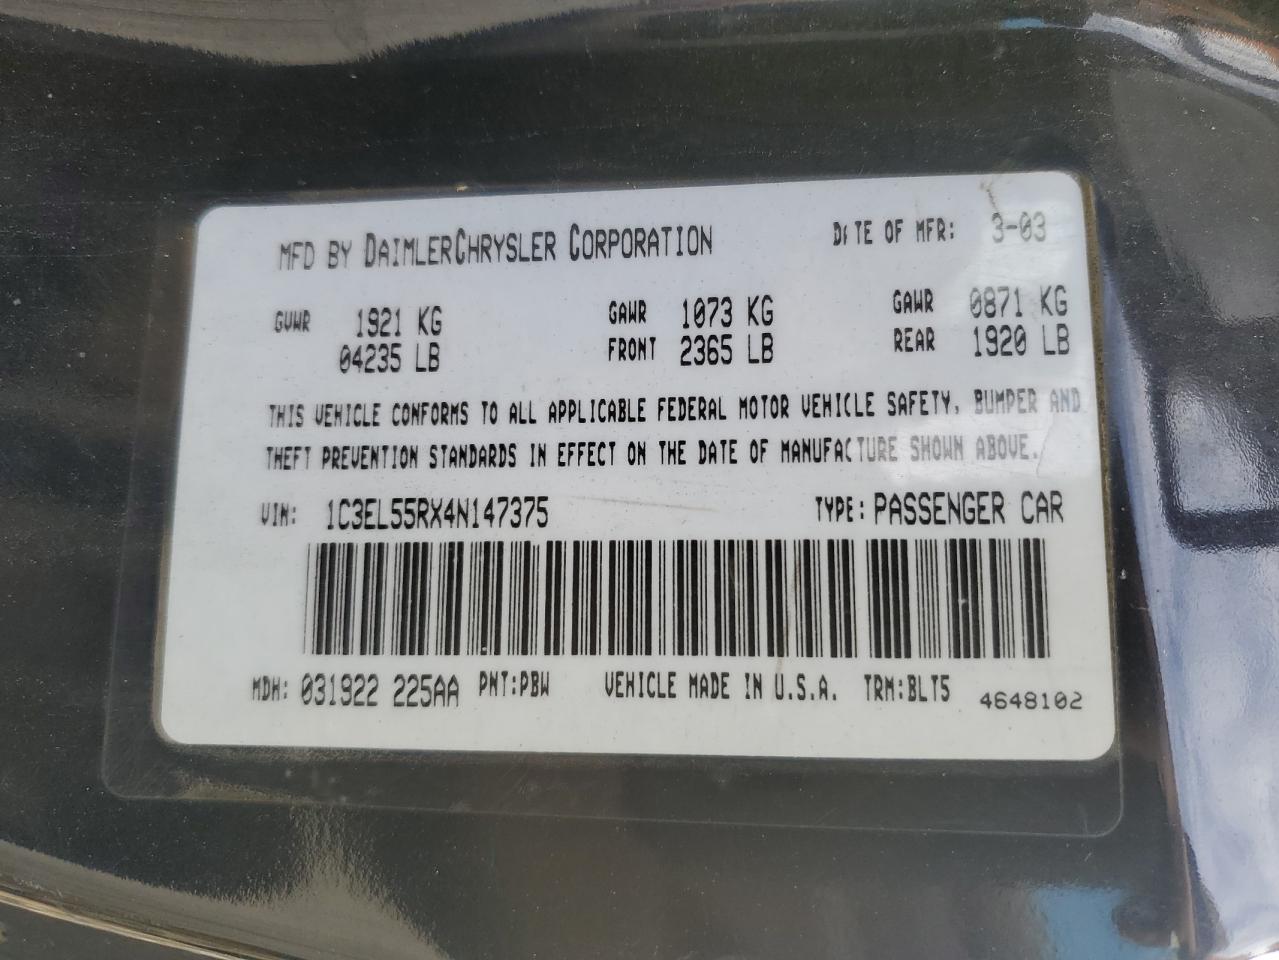 MFD BY DAIMLERCHRYSLER CORPORATION DATE OF MFR: 3-03
GVWR 1921 KG GAWR 1073 KG GAWR 0871 KG
04235 LB FRONT 2365 LB REAR 1920 LB
THIS VEHICLE CONFORMS TO ALL APPLICABLE FEDERAL MOTOR VEHICLE SAFETY, BUMPER AND
THEFT PREVENTION STANDARDS IN EFFECT ON THE DATE OF MANUFACTURE SHOWN ABOVE.
VIN: 1C3EL55RX4N147375 TYPE: PASSENGER CAR
MDH: 031922 225AA PNT:PBW VEHICLE MADE IN U.S.A. TRM:BLT5 4648102